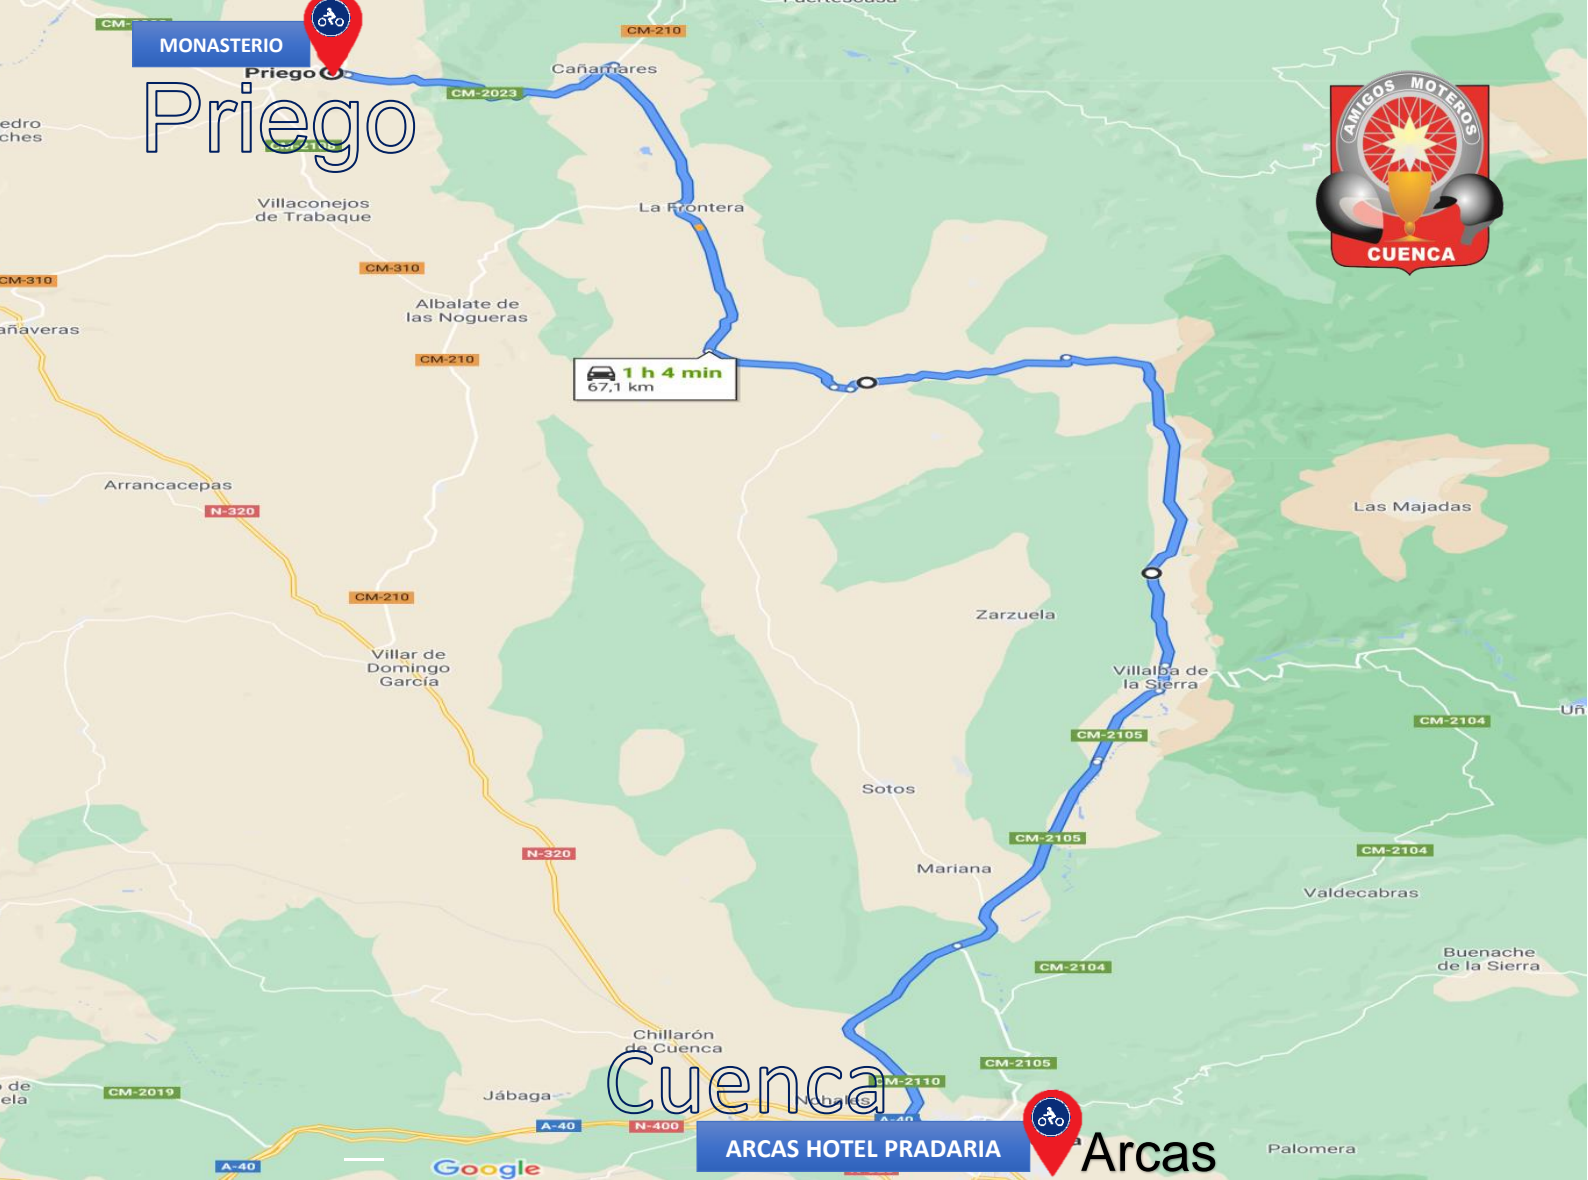 CM-210
MONASTERIO
Priego
Cañamares
CM-2023
Priego
AMIGOS MOTEROS
CUENCA
Villaconejos
de Trabaque
La Frontera
CM-310
CM-310
Albalate de
las Nogueras
CM-210
1 h 4 min
67,1 km
Arrancacepas
N-320
Las Majadas
CM-210
Zarzuela
Villar de
Domingo
García
Villalba de
la Sierra
CM-2104
CM-2105
Sotos
CM-2105
N-320
CM-2104
Mariana
Valdecabras
Buenache
de la Sierra
CM-2104
Chillarón
de Cuenca
CM-2105
Cuenca
CM-2110
CM-2019
Jábaga
Nohales
A-40
N-400
A-40
ARCAS HOTEL PRADARIA
Arcas
Palomera
A-40
Google